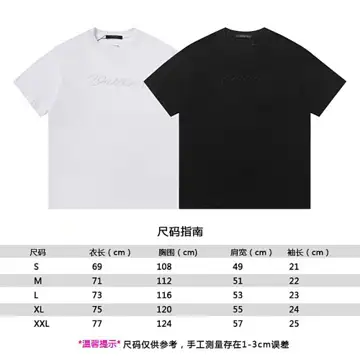 尺码指南
尺码 衣长（cm） 胸围(cm) 肩宽(cm) 袖长(cm)
S 69 108 49 21
M 71 112 51 22
L 73 116 53 23
XL 75 120 55 24
XXL 77 124 57 25
*温馨提示* 尺码仅供参考，手工测量存在1-3cm误差